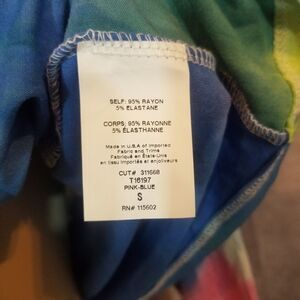 SELF: 95% RAYON
5% ELASTANE
CORPS: 95% RAYONNE
5% ÉLASTHANNE
Made in U.S.A of Imported
Fabric and Trims
Fabriqué en États-Unis
en tissu importés et enjoliveurs
CUT# 311668
T16197
PINK-BLUE
S
RN# 115602